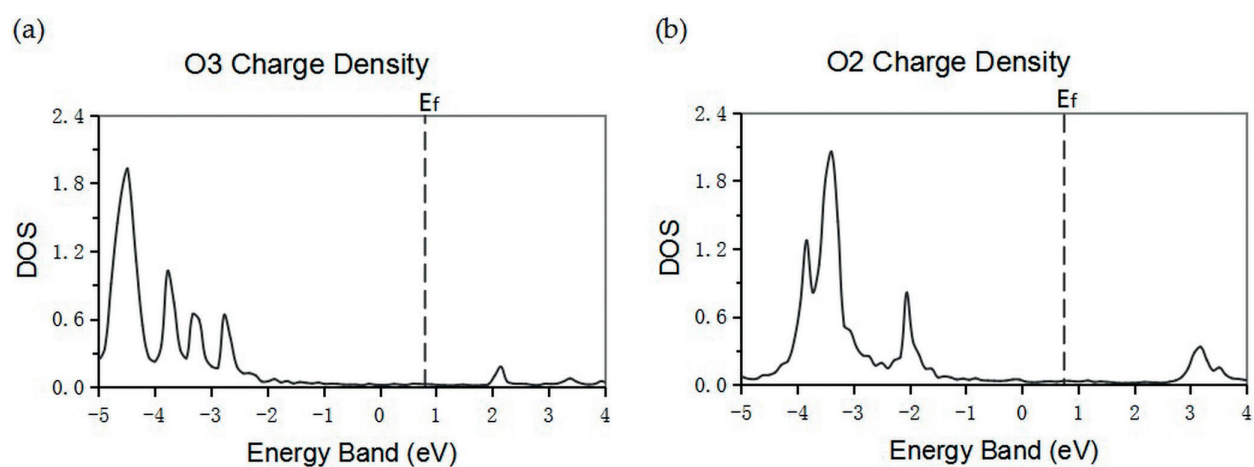 (a)
O3 Charge Density
Ef
2.4
1.8
1.2
0.6
0.0
DOS
-5 -4 -3 -2 -1 0 1 2 3 4
Energy Band (eV)
(b)
O2 Charge Density
Ef
2.4
1.8
1.2
0.6
0.0
DOS
-5 -4 -3 -2 -1 0 1 2 3 4
Energy Band (eV)